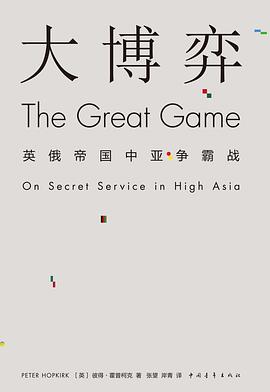 大博弈
The Great Game
英俄帝国中亚争霸战
On Secret Service in High Asia
PETER HOPKIRK [英] 彼得·霍普柯克 著 张望 岸青 译 中国青年出版社